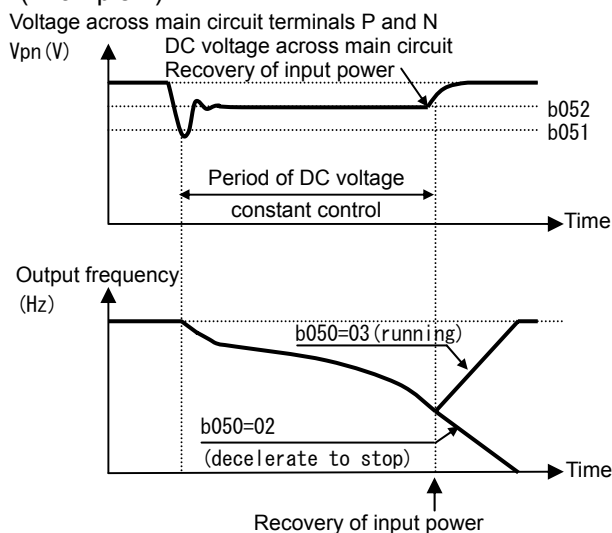 Voltage across main circuit terminals P and N
Vpn(V)
DC voltage across main circuit
Recovery of input power
b052
b051
Period of DC voltage
constant control
Time
Output frequency
(Hz)
b050=03(running)
b050=02
(decelerate to stop)
Time
Recovery of input power